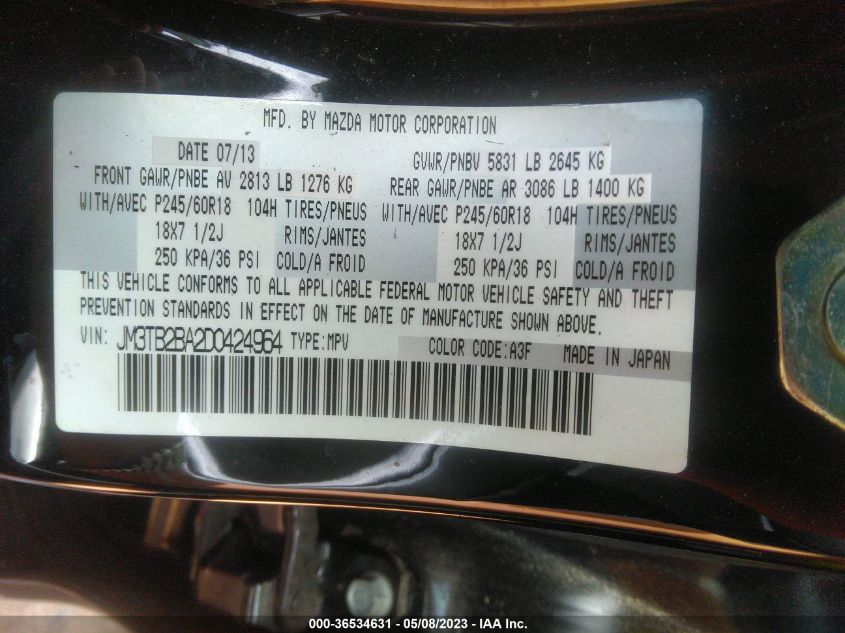 MFD. BY MAZDA MOTOR CORPORATION
DATE 07/13 GVWR/PNBV 5831 LB 2645 KG
FRONT GAWR/PNBE AV 2813 LB 1276 KG REAR GAWR/PNBE AR 3086 LB 1400 KG
WITH/AVEC P245/60R18 104H TIRES/PNEUS WITH/AVEC P245/60R18 104H TIRES/PNEUS
18X7 1/2J RIMS/JANTES 18X7 1/2J RIMS/JANTES
250 KPA/36 PSI COLD/A FROID 250 KPA/36 PSI COLD/A FROID
THIS VEHICLE CONFORMS TO ALL APPLICABLE FEDERAL MOTOR VEHICLE SAFETY AND THEFT
PREVENTION STANDARDS IN EFFECT ON THE DATE OF MANUFACTURE SHOWN ABOVE.
VIN: JM3TB2BA2D0424964 TYPE:MPV COLOR CODE:A3F MADE IN JAPAN
000-36534631 - 05/08/2023 - © IAA Inc.